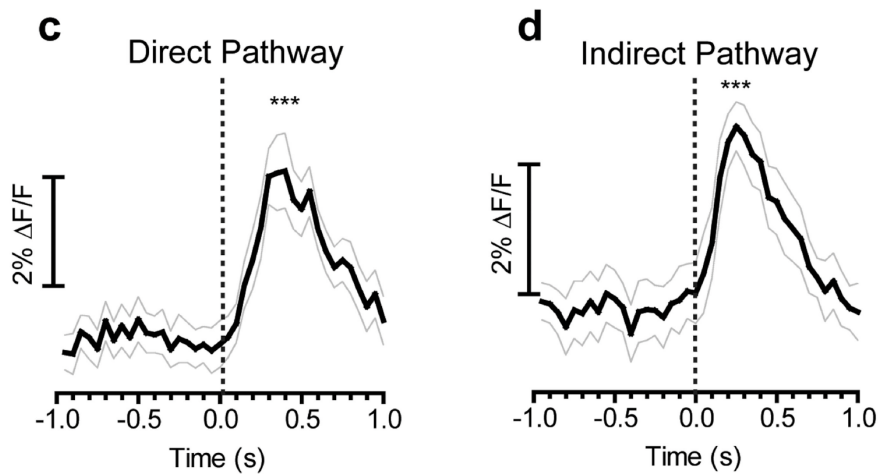 c
Direct Pathway
***
2% ΔF/F
-1.0 -0.5 0.0 0.5 1.0
Time (s)
d
Indirect Pathway
***
2% ΔF/F
-1.0 -0.5 0.0 0.5 1.0
Time (s)